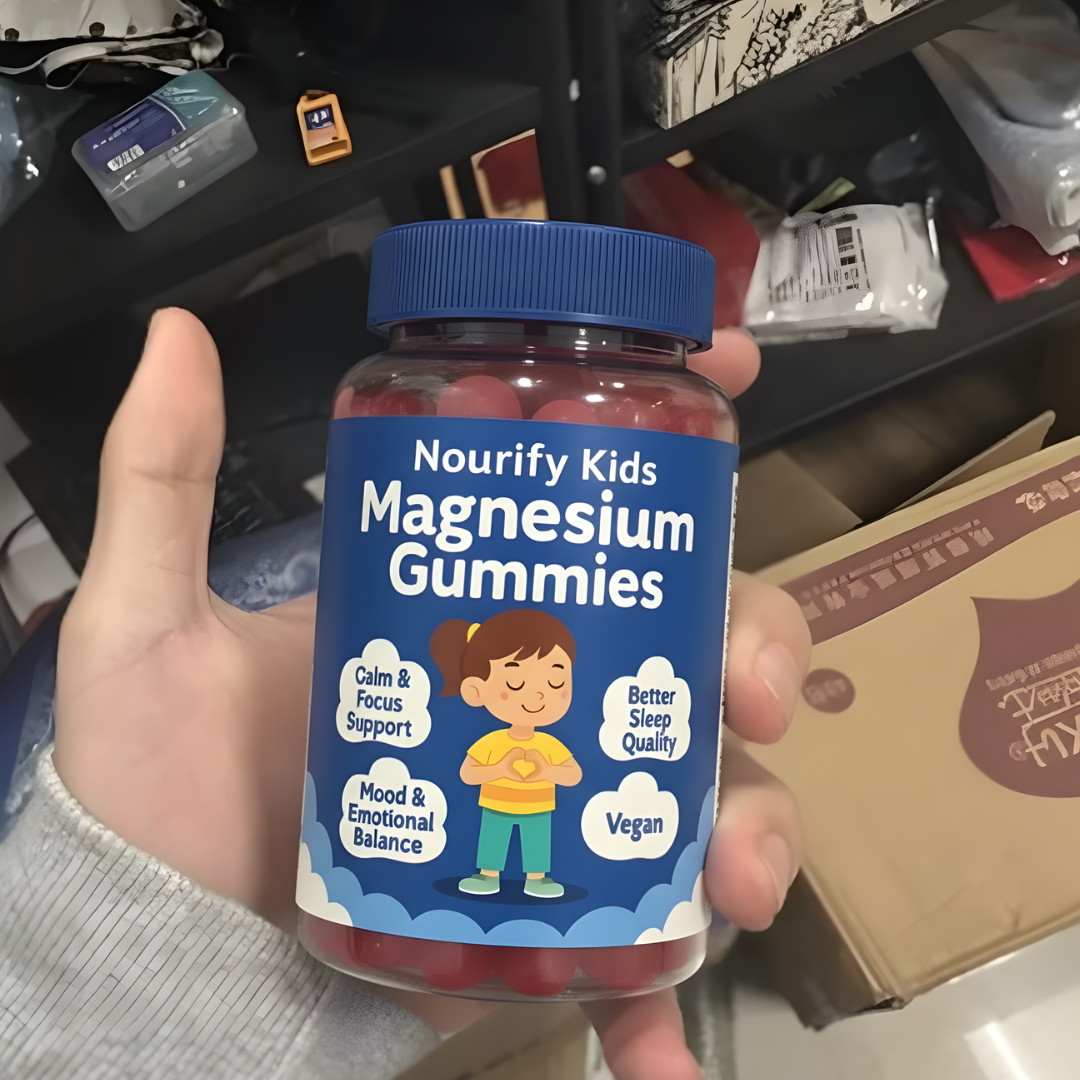 Nourify Kids
Magnesium
Gummies
Calm &
Focus
Support
Better
Sleep
Quality
Mood &
Emotional
Balance
Vegan